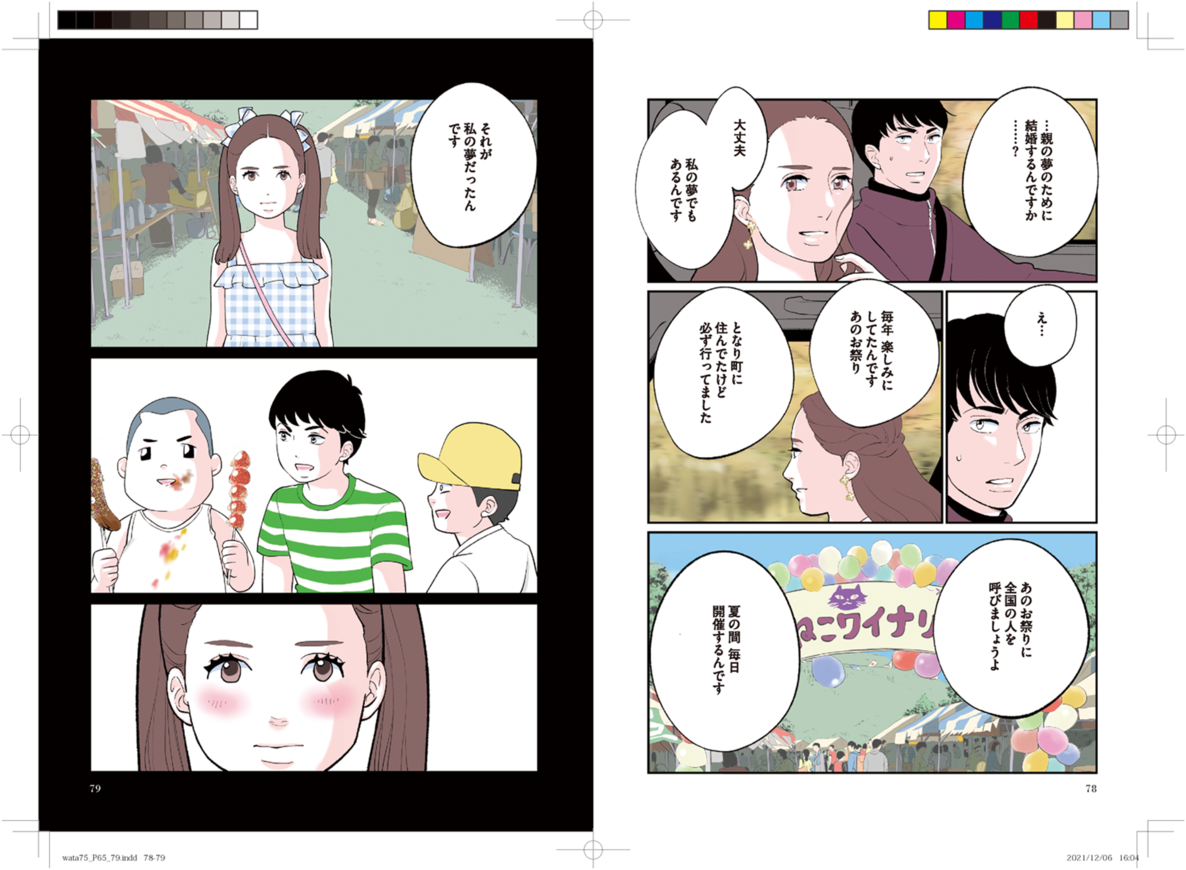 …親の夢のために
結婚するんですか
……？
大丈夫
私の夢でも
あるんです
え…
毎年 楽しみに
してたんです
あのお祭り
となり町に
住んでたけど
必ず行ってました
あのお祭りに
全国の人を
呼びましょうよ
ねこワイナリ
夏の間 毎日
開催するんです
78
それが
私の夢だったん
です
79
wata75_P65_79.indd 78-79
2021/12/06 16:04